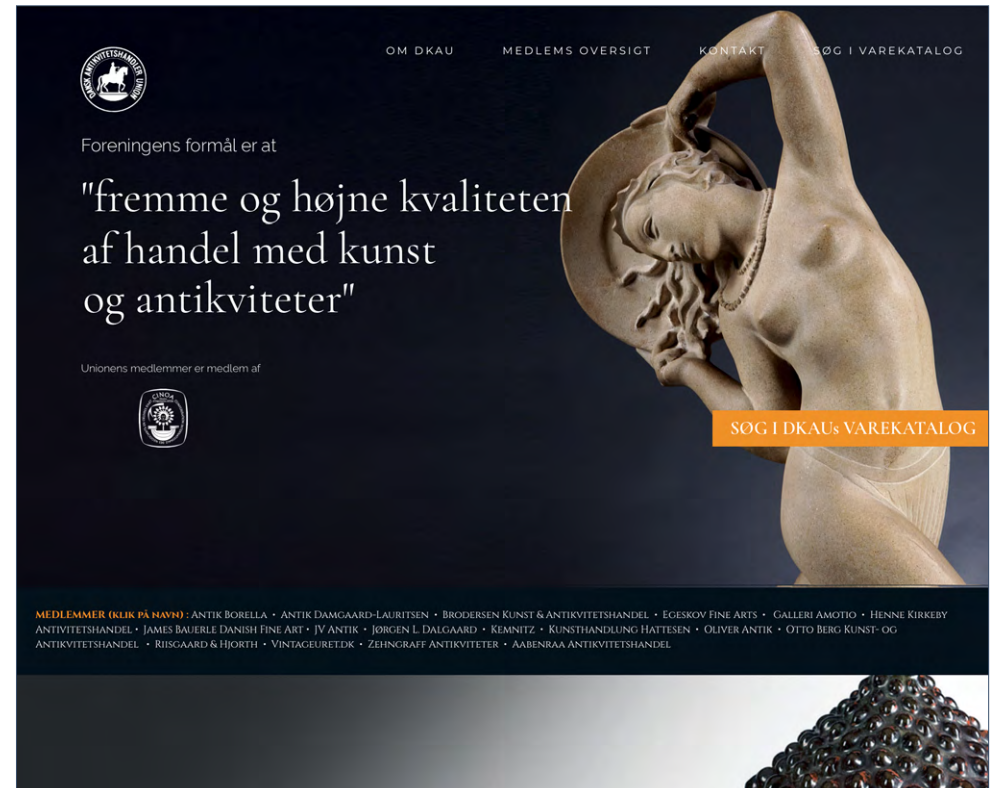 OM DKAU MEDLEMS OVERSIGT KONTAKT SØG I VAREKATALOG
DANSK ANTIKVITETSHANDLER UNION
Foreningens formål er at
"fremme og højne kvaliteten
af handel med kunst
og antikviteter"
Unionens medlemmer er medlem af
CINOA
SØG I DKAUs VAREKATALOG
MEDLEMMER (KLIK PÅ NAVN) : ANTIK BORELLA • ANTIK DAMGAARD-LAURITSEN • BRODERSEN KUNST & ANTIKVITETSHANDEL • EGESKOV FINE ARTS • GALLERI AMOTIO • HENNE KIRKEBY
ANTIVITETSHANDEL • JAMES BAUERLE DANISH FINE ART • JV ANTIK • JØRGEN L. DALGAARD • KEMNITZ • KUNSTHANDLUNG HATTESEN • OLIVER ANTIK • OTTO BERG KUNST- OG
ANTIKVITETSHANDEL • RIISGAARD & HJORTH • VINTAGEURET.DK • ZEHNGRAFF ANTIKVITETER • AABENRAA ANTIKVITETSHANDEL